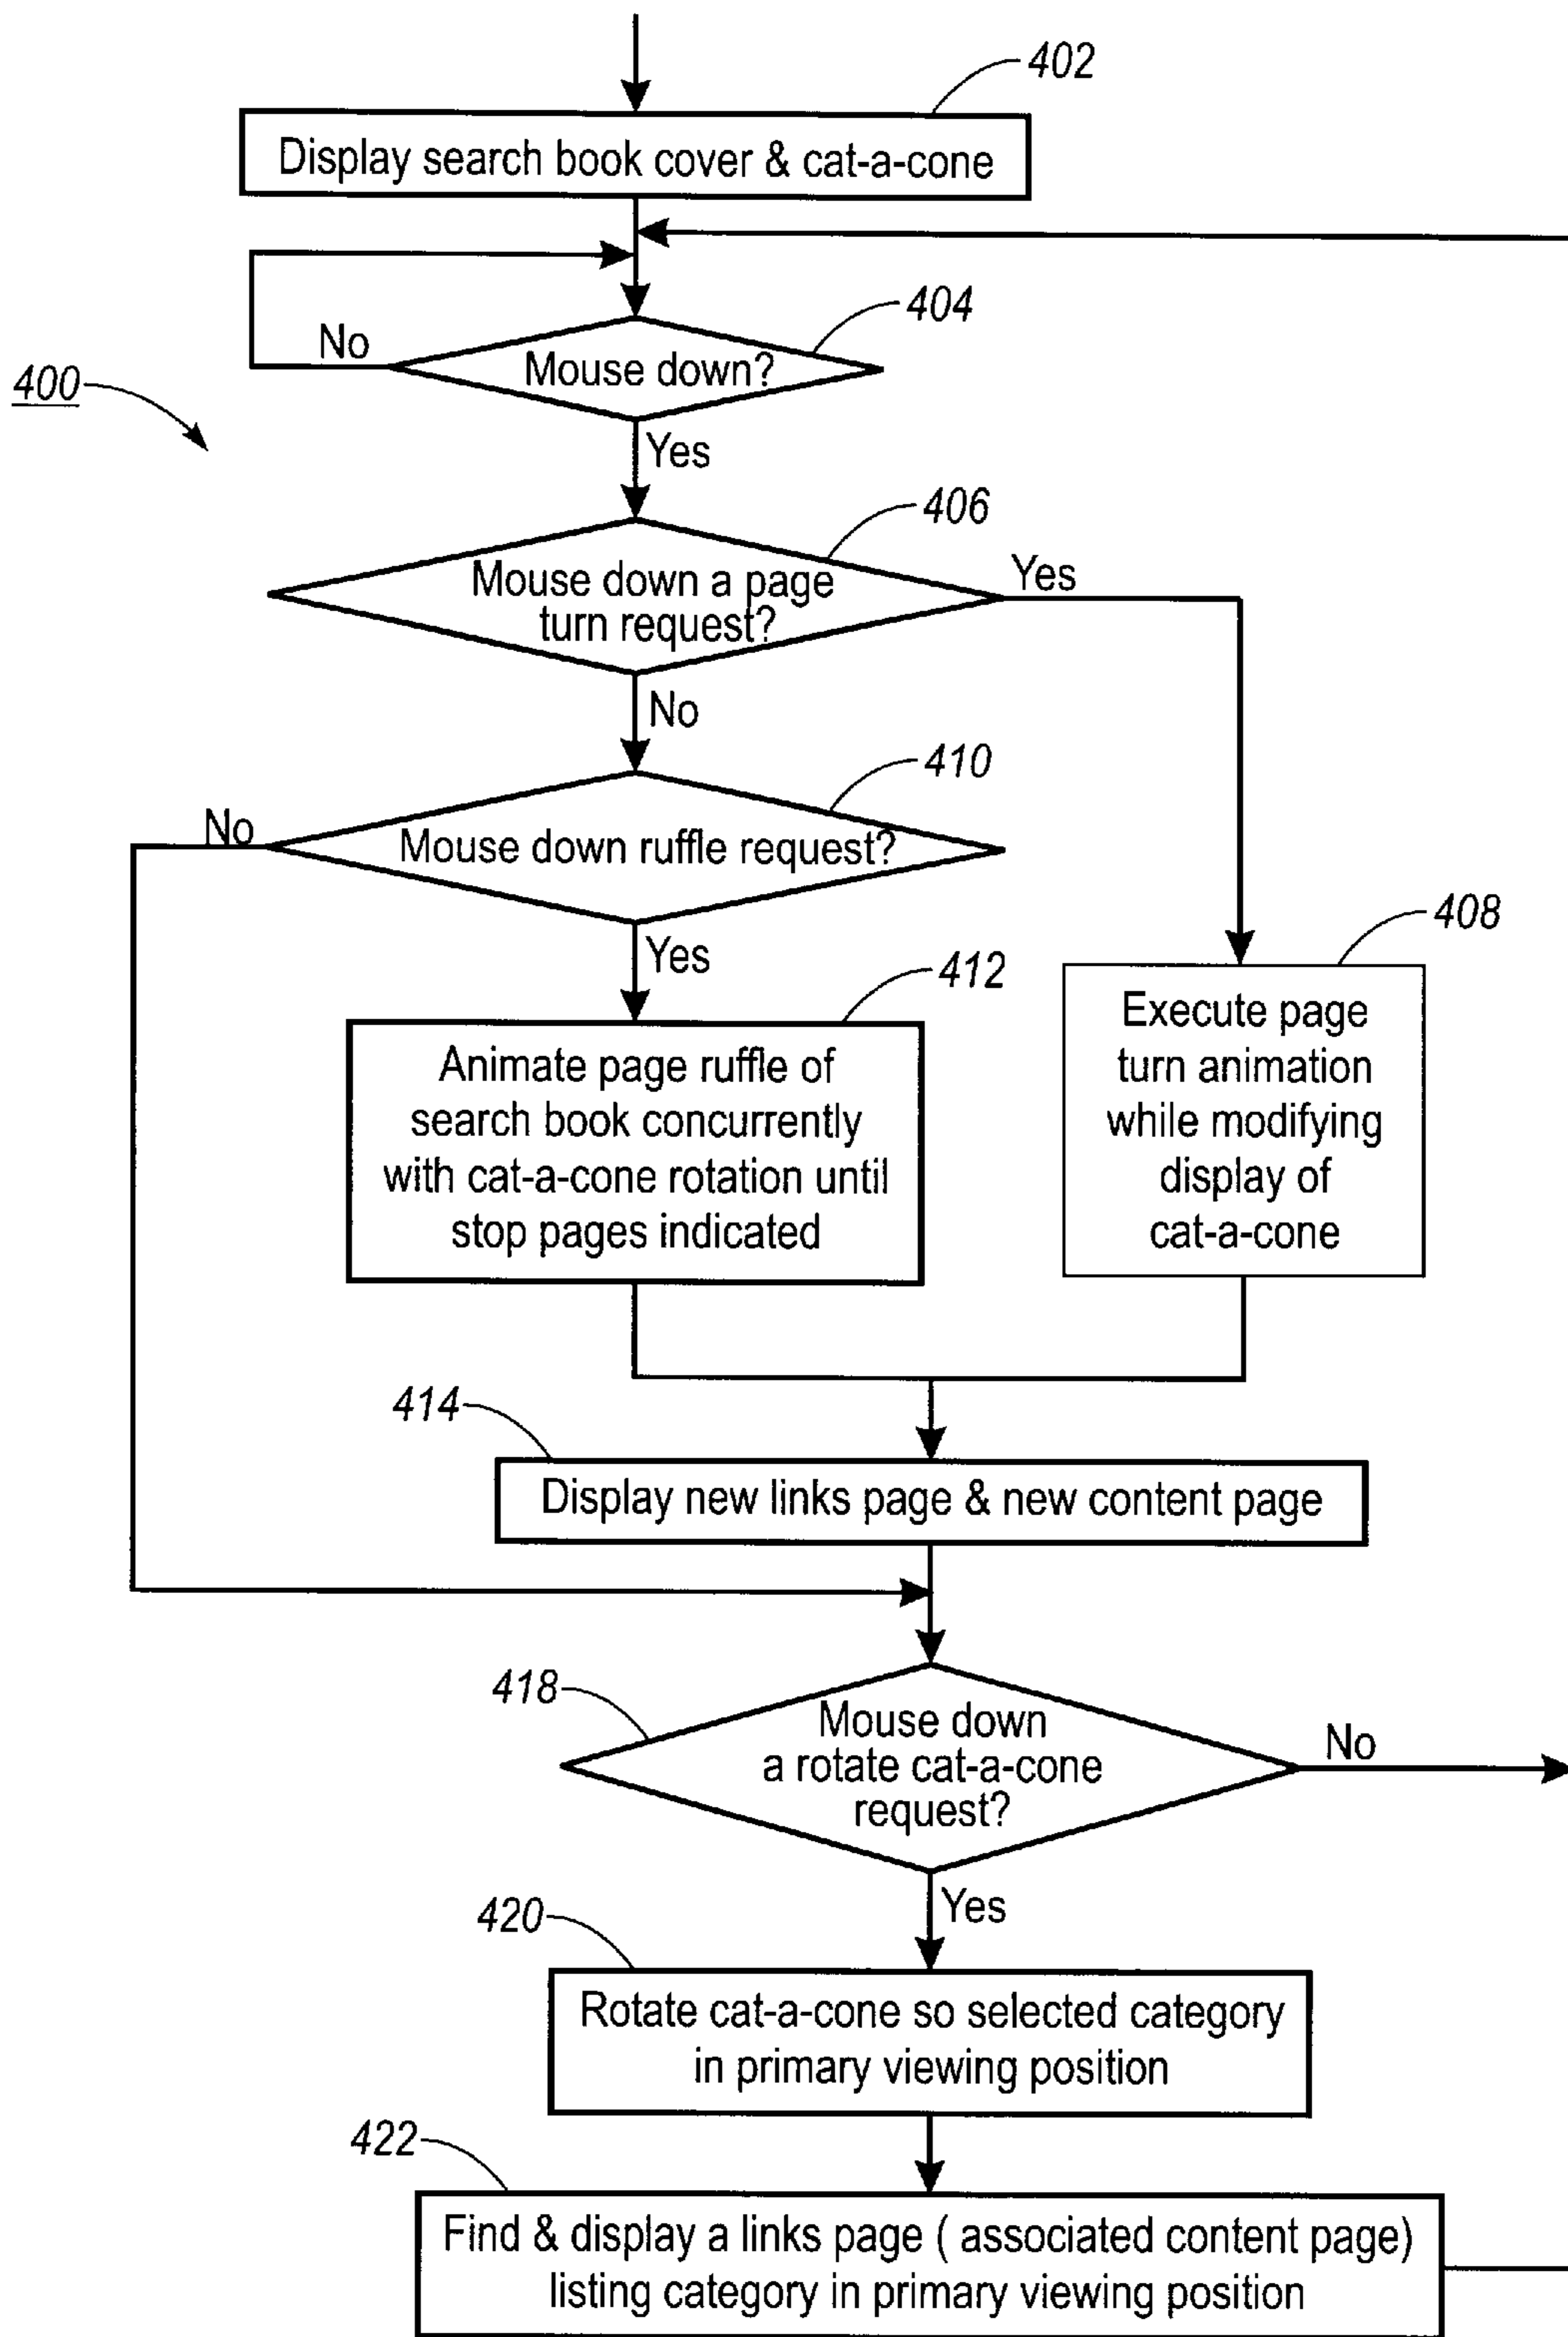 402
Display search book cover & cat-a-cone
404
No
Mouse down?
400
Yes
406
Mouse down a page
turn request?
Yes
No
410
No
Mouse down ruffle request?
408
Yes
412
Execute page
turn animation
while modifying
display of
cat-a-cone
Animate page ruffle of
search book concurrently
with cat-a-cone rotation until
stop pages indicated
414
Display new links page & new content page
418
Mouse down
a rotate cat-a-cone
request?
No
Yes
420
Rotate cat-a-cone so selected category
in primary viewing position
422
Find & display a links page ( associated content page)
listing category in primary viewing position